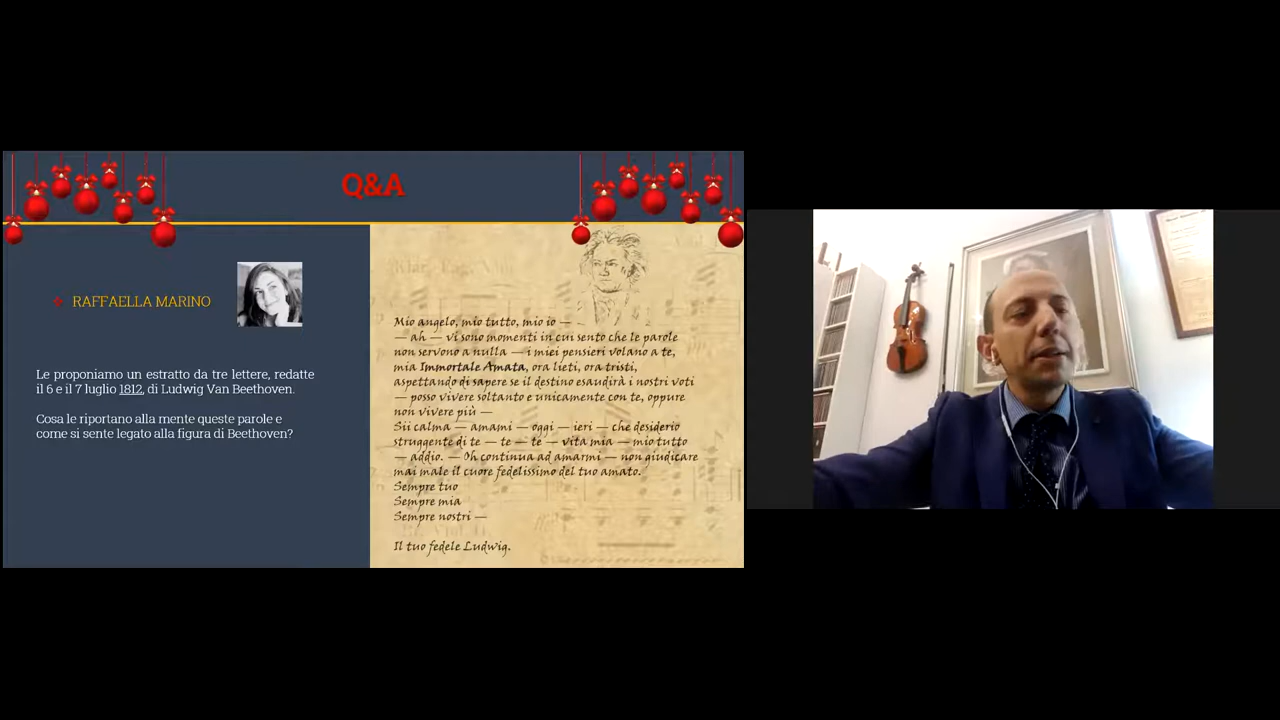 Q&A
RAFFAELLA MARINO
Le proponiamo un estratto da tre lettere, redatte
il 6 e il 7 luglio 1812, di Ludwig Van Beethoven.
Cosa le riportano alla mente queste parole e
come si sente legato alla figura di Beethoven?
Mio angelo, mio tutto, mio io —
— ah — vi sono momenti in cui sento che le parole
non servono a nulla — i miei pensieri volano a te,
mia Immortale Amata, ora lieti, ora tristi,
aspettando di sapere se il destino esaudirà i nostri voti
— posso vivere soltanto e unicamente con te, oppure
non vivere più —
Sii calma — amami — oggi — ieri — che desiderio
struggente di te — te — te — vita mia — mio tutto
— addio. — Oh continua ad amarmi — non giudicare
mai male il cuore fedelissimo del tuo amato.
Sempre tuo
Sempre mia
Sempre nostri —
Il tuo fedele Ludwig.